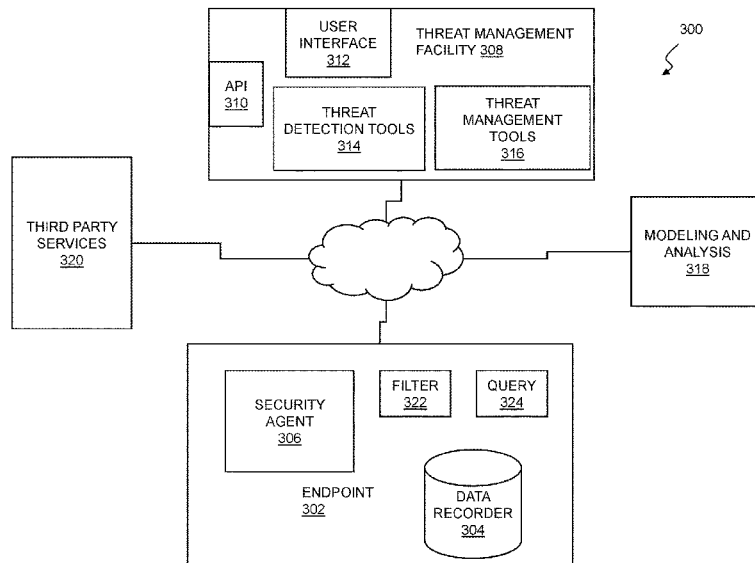 USER
INTERFACE
312
THREAT MANAGEMENT
FACILITY 308
300
API
310
THREAT
DETECTION TOOLS
314
THREAT
MANAGEMENT
TOOLS
316
THIRD PARTY
SERVICES
320
MODELING AND
ANALYSIS
318
SECURITY
AGENT
306
FILTER
322
QUERY
324
ENDPOINT
302
DATA
RECORDER
304